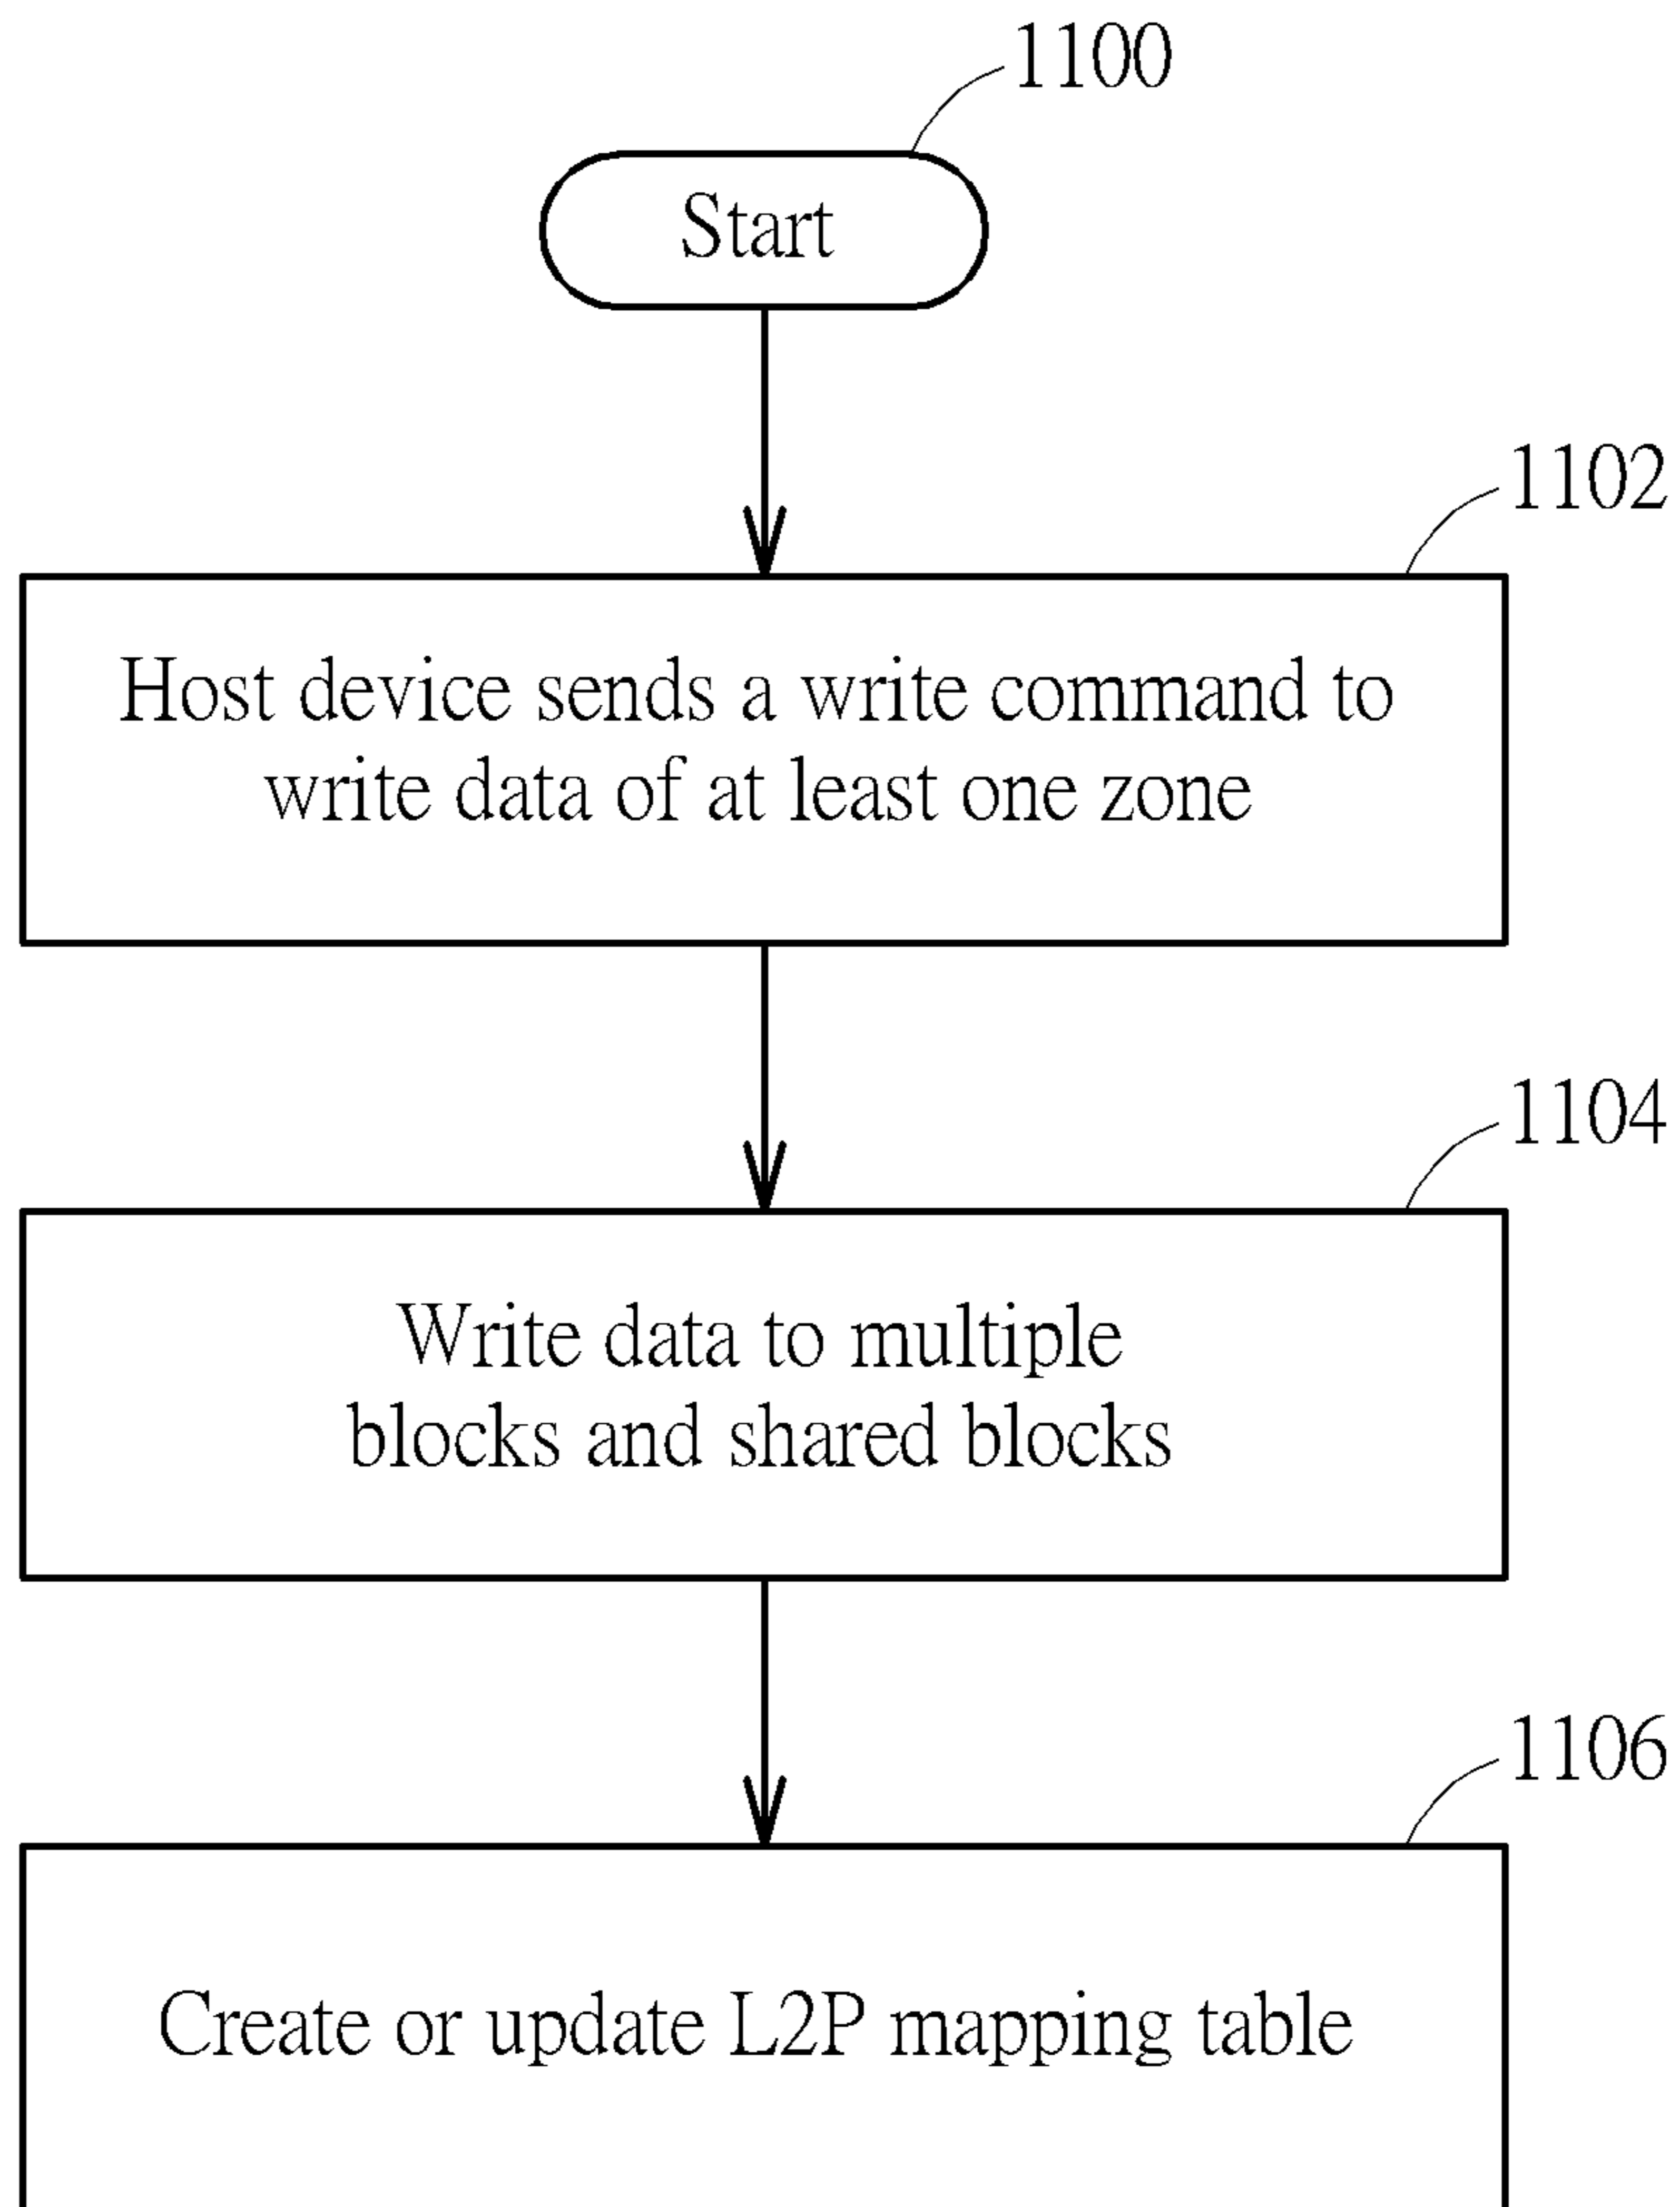 1100
Start
1102
Host device sends a write command to
write data of at least one zone
1104
Write data to multiple
blocks and shared blocks
1106
Create or update L2P mapping table